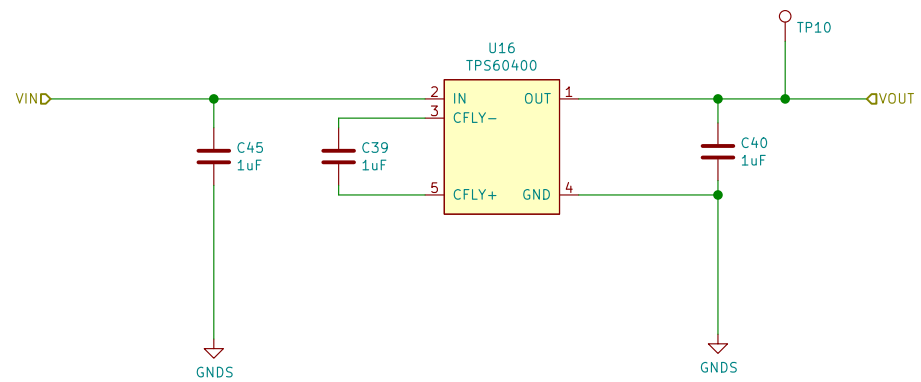 TP10
U16
TPS60400
VIN
2
IN
OUT
1
VOUT
3
CFLY-
C45
1uF
C39
1uF
C40
1uF
5
CFLY+
GND
4
GNDS
GNDS